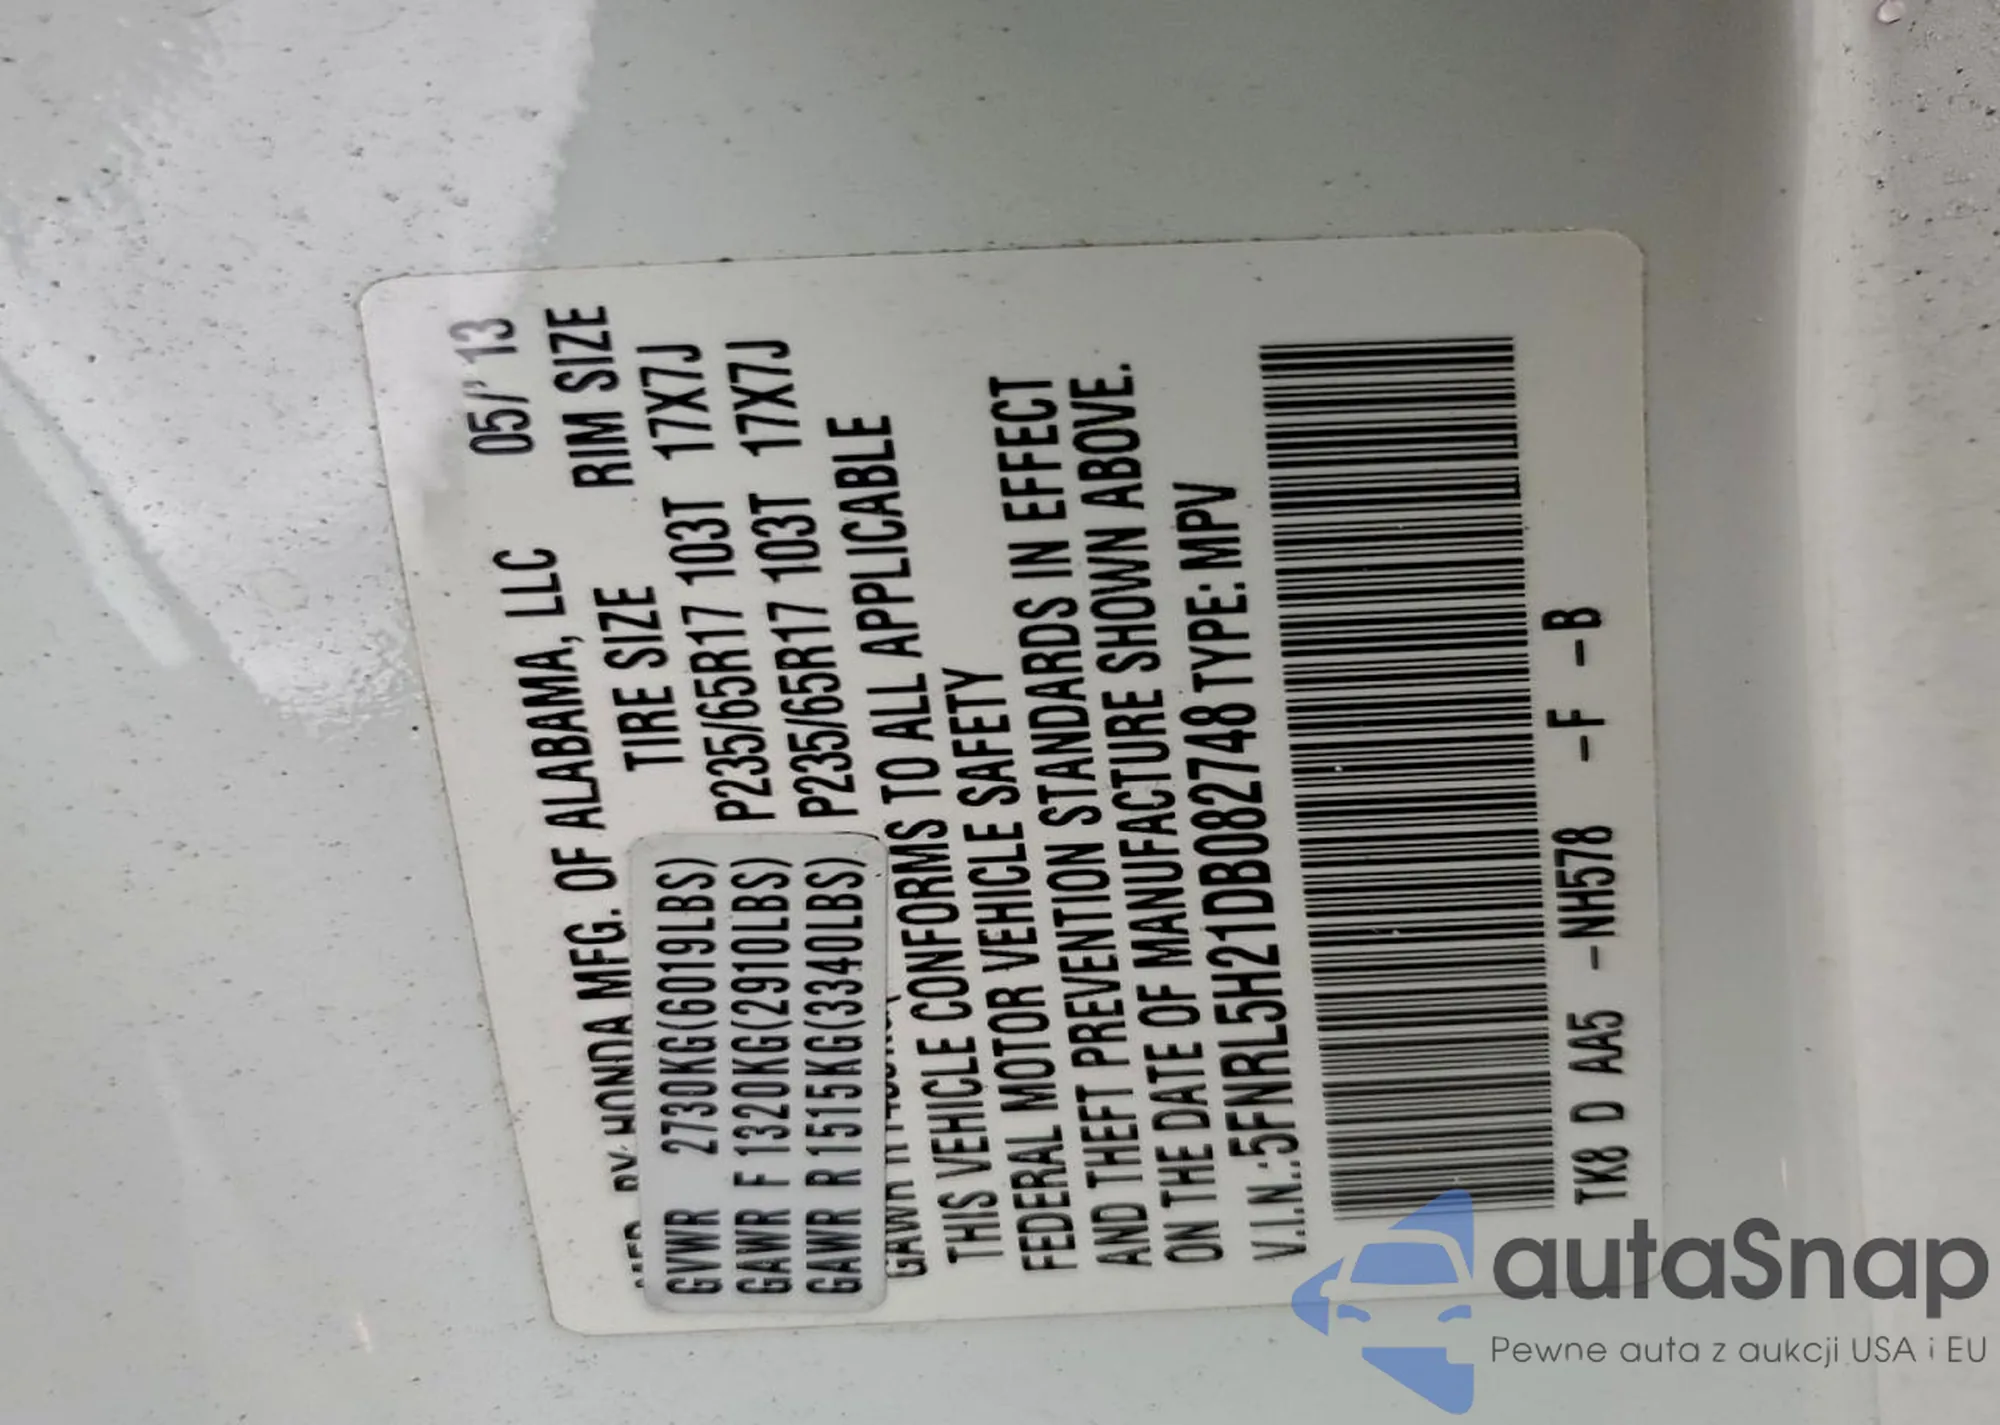 MFD. BY HONDA MFG. OF ALABAMA, LLC 05/'13
TIRE SIZE RIM SIZE
GVWR 2730KG(6019LBS)
GAWR F 1320KG(2910LBS) P235/65R17 103T 17X7J
GAWR R 1515KG(3340LBS) P235/65R17 103T 17X7J
GAWR R
THIS VEHICLE CONFORMS TO ALL APPLICABLE
FEDERAL MOTOR VEHICLE SAFETY
AND THEFT PREVENTION STANDARDS IN EFFECT
ON THE DATE OF MANUFACTURE SHOWN ABOVE.
V.I.N.:5FNRL5H21DB082748 TYPE: MPV
TK8 D AA5 -NH578 -F -B
autaSnap
Pewne auta z aukcji USA i EU